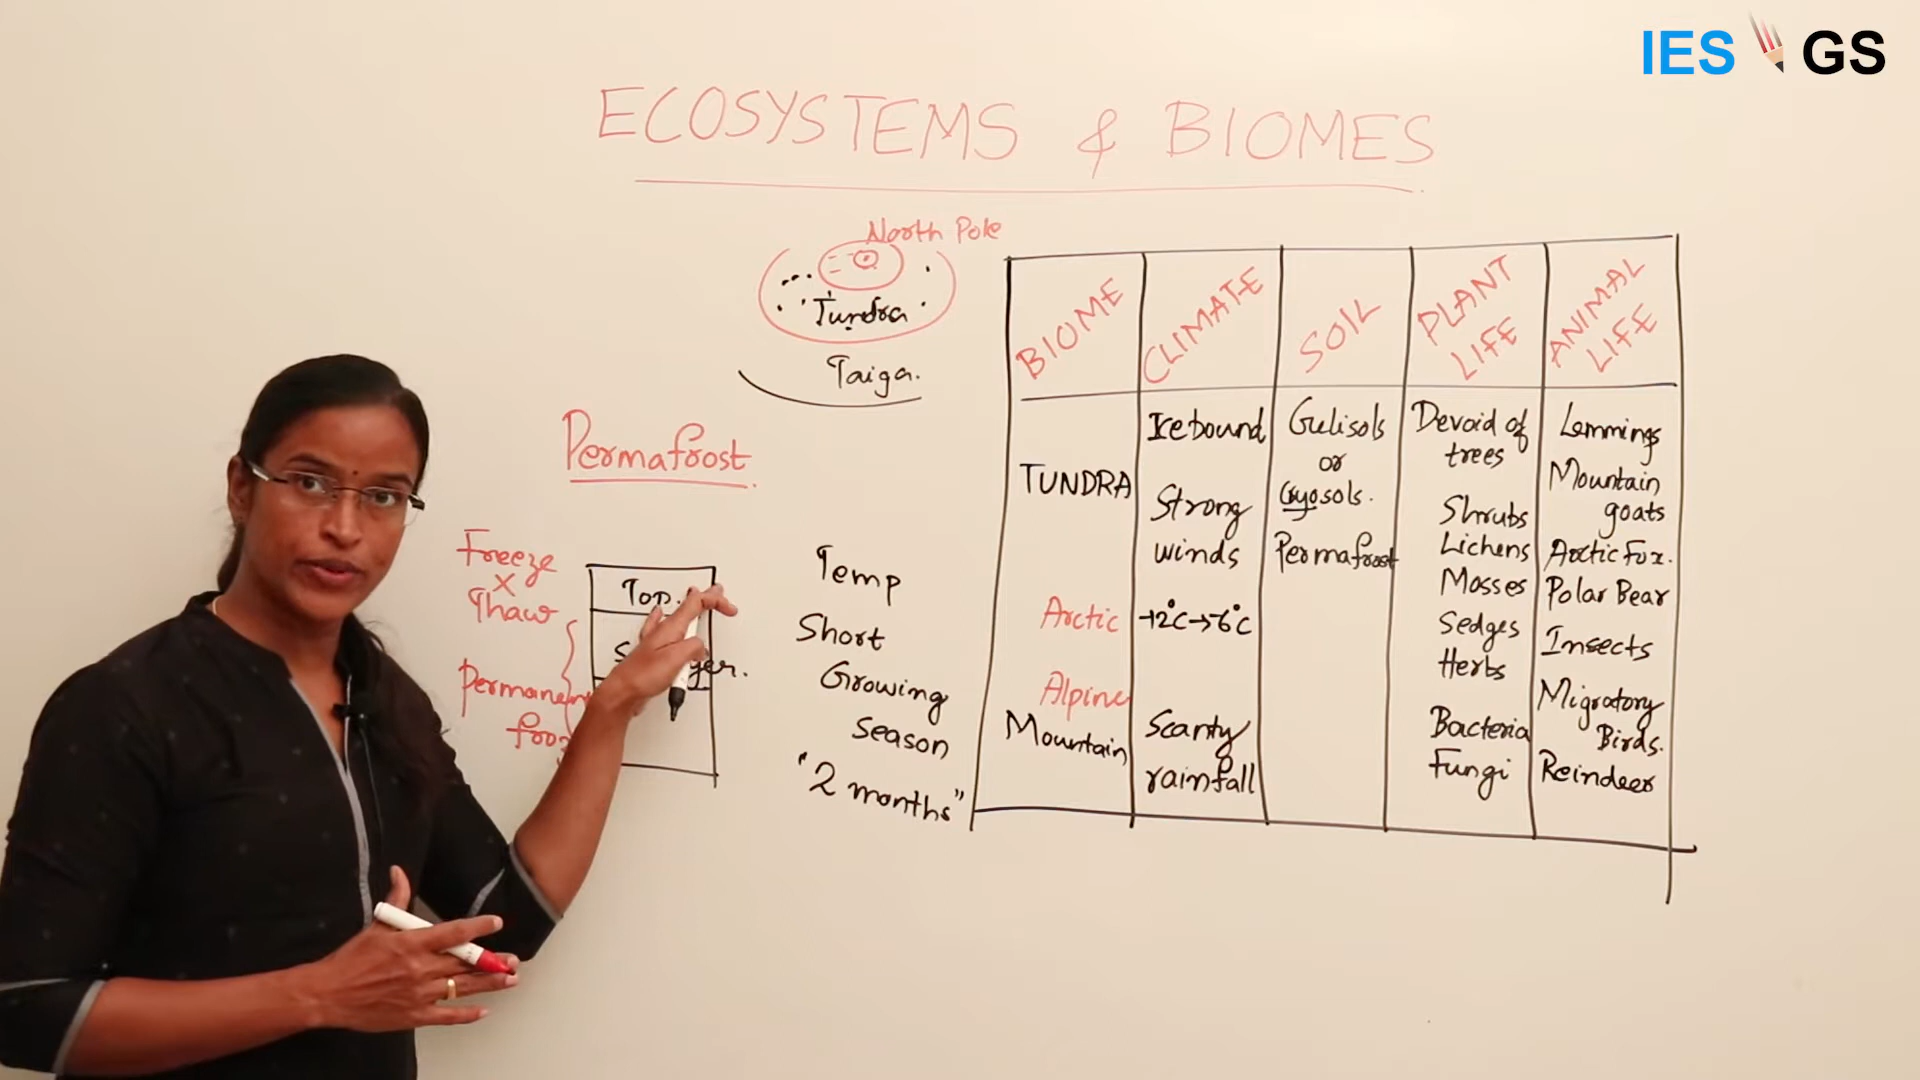 IES GS
ECOSYSTEMS & BIOMES
North Pole
Tundra
Taiga.
Permafrost
Freeze
x
Thaw
Top
Temp
Short
Growing
season
"2 months"
BIOME
CLIMATE
SOIL
PLANT
LIFE
ANIMAL
LIFE
TUNDRA
Arctic
Alpine
Mountain
Icebound
Strong
winds
→12°C→6°C
Scanty
rainfall
Gelisols
or
Cryosols.
Permafrost
Devoid of
trees
Shrubs
Lichens
Mosses
Sedges
Herbs
Bacteria
Fungi
Lemmings
Mountain
goats
Arctic Fox.
Polar Bear
Insects
Migratory
Birds.
Reindeer